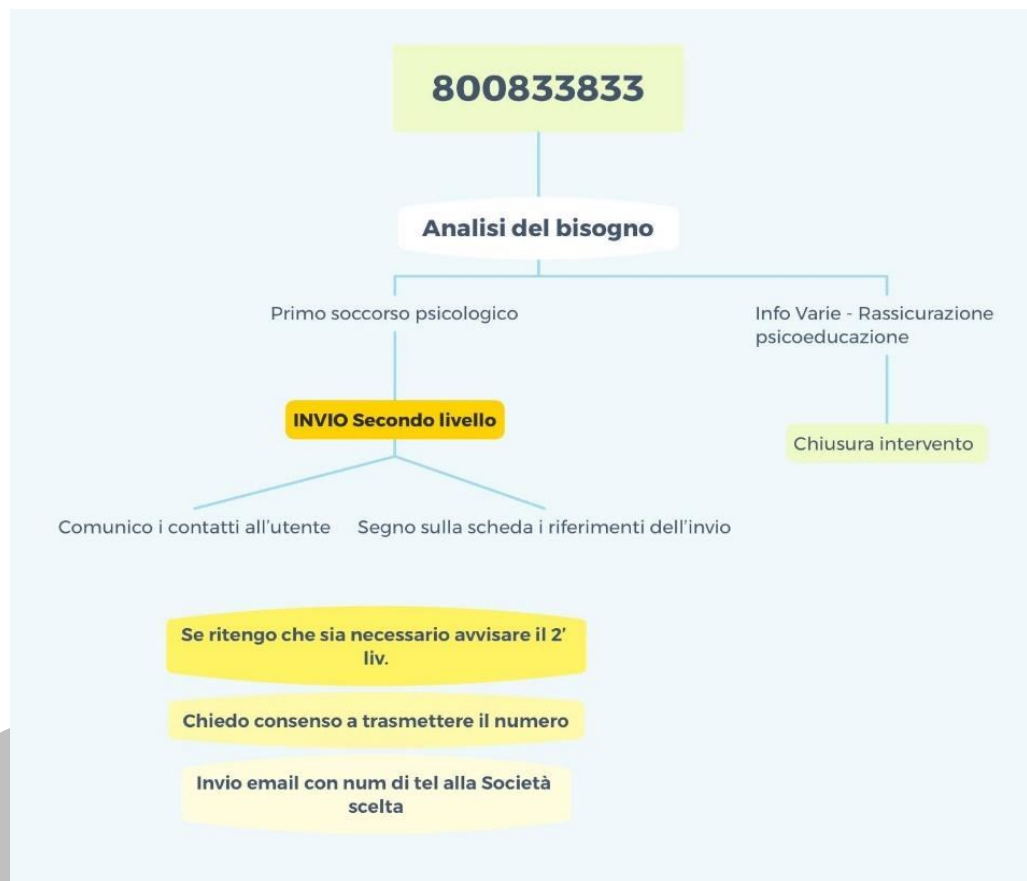 800833833
Analisi del bisogno
Primo soccorso psicologico
Info Varie - Rassicurazione
psicoeducazione
INVIO Secondo livello
Chiusura intervento
Comunico i contatti all'utente
Segno sulla scheda i riferimenti dell'invio
Se ritengo che sia necessario avvisare il 2'
liv.
Chiedo consenso a trasmettere il numero
Invio email con num di tel alla Società
scelta